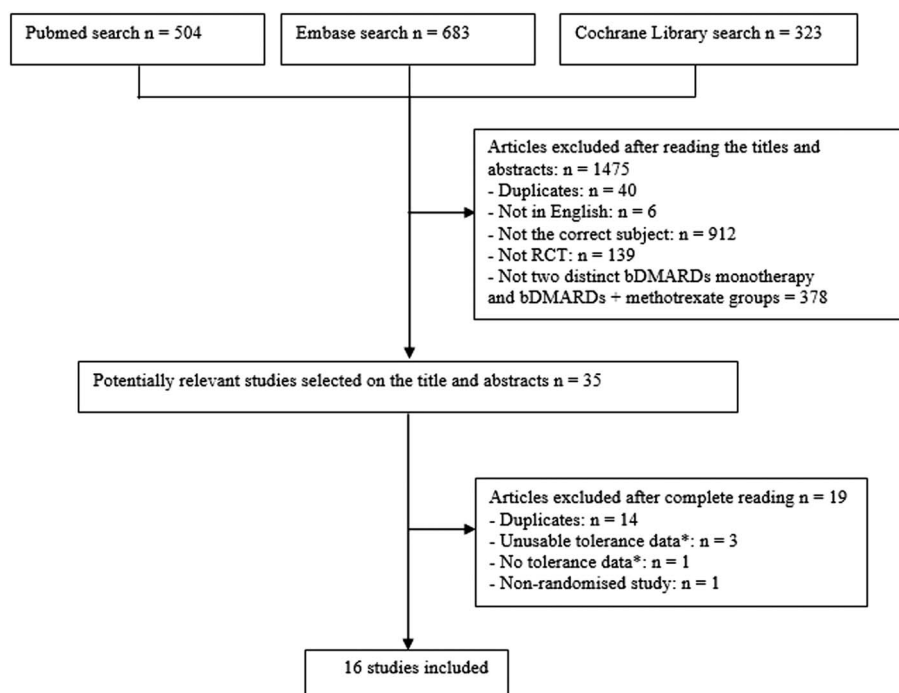 Pubmed search n = 504
Embase search n = 683
Cochrane Library search n = 323
Articles excluded after reading the titles and
abstracts: n = 1475
- Duplicates: n = 40
- Not in English: n = 6
- Not the correct subject: n = 912
- Not RCT: n = 139
- Not two distinct bDMARDs monotherapy
and bDMARDs + methotrexate groups = 378
Potentially relevant studies selected on the title and abstracts n = 35
Articles excluded after complete reading n = 19
- Duplicates: n = 14
- Unusable tolerance data*: n = 3
- No tolerance data*: n = 1
- Non-randomised study: n = 1
16 studies included